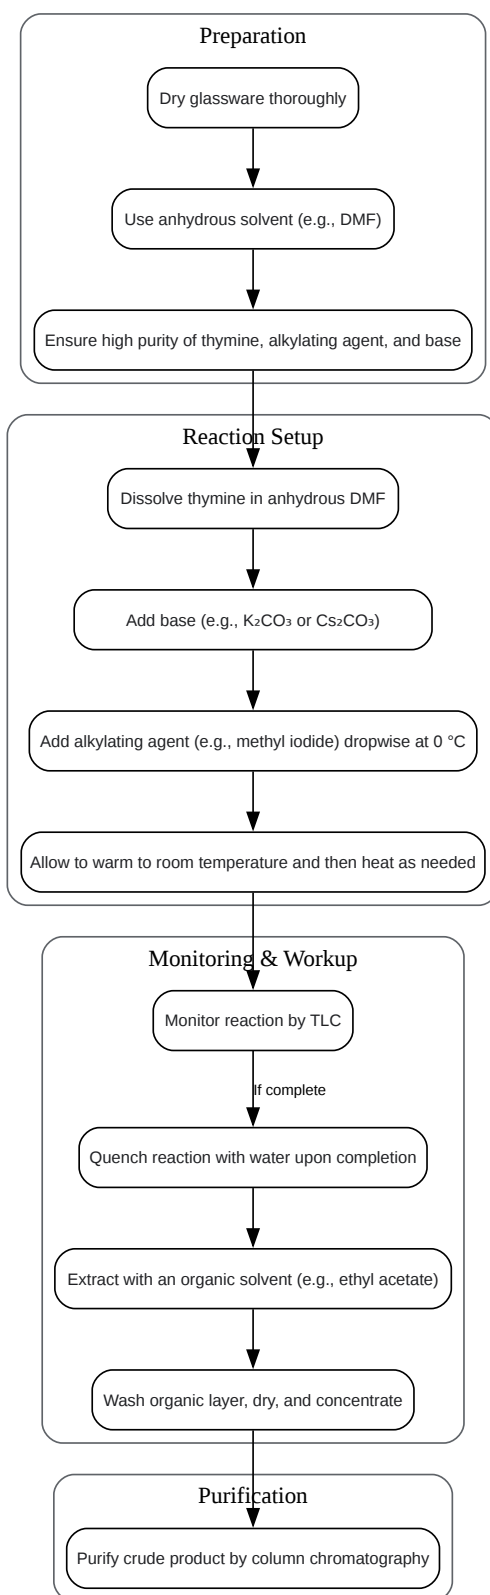 Preparation
Dry glassware thoroughly
Use anhydrous solvent (e.g., DMF)
Ensure high purity of thymine, alkylating agent, and base
Reaction Setup
Dissolve thymine in anhydrous DMF
Add base (e.g., K₂CO₃ or Cs₂CO₃)
Add alkylating agent (e.g., methyl iodide) dropwise at 0 °C
Allow to warm to room temperature and then heat as needed
Monitoring & Workup
Monitor reaction by TLC
If complete
Quench reaction with water upon completion
Extract with an organic solvent (e.g., ethyl acetate)
Wash organic layer, dry, and concentrate
Purification
Purify crude product by column chromatography